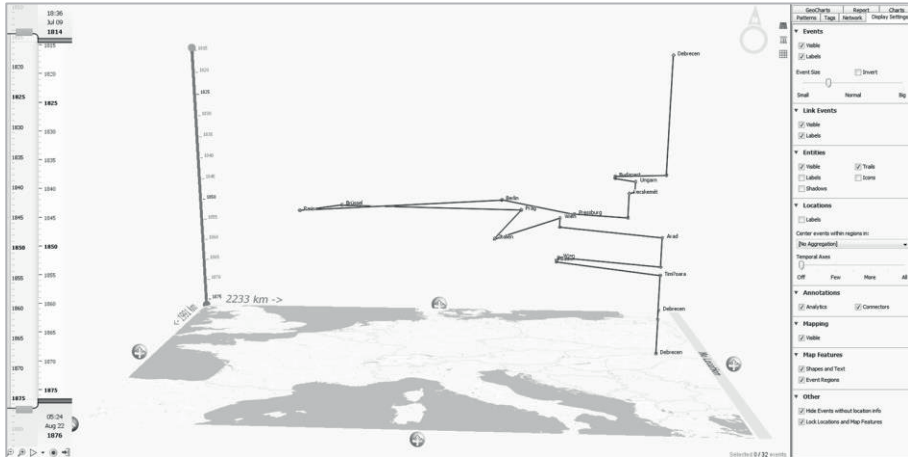 10:36
Jul 09
1814
1815
1820
1825
1830
1835
1840
1845
1850
1855
1860
1865
1870
1875
05:24
Aug 22
1876
2233 km ->
Debrecen
Budapest
Ungarn
Kecskemét
Berlin
Brüssel
Prag
Pressburg
Wien
Arad
Wien
Timisoara
Debrecen
Debrecen
GeoCharts Report Charts
Patterns Tags Network Display Settings
Events
Visible
Labels
Event Size Invert
Small Normal Big
Link Events
Visible
Labels
Entities
Visible Trails
Labels Icons
Shadows
Locations
Labels
Center events within regions in:
[No Aggregation]
Temporal Axes
Off Few More All
Annotations
Analytics Connectors
Mapping
Visible
Map Features
Shapes and Text
Event Regions
Other
Hide Events without location info
Lock Locations and Map Features
Selected 0 / 32 events